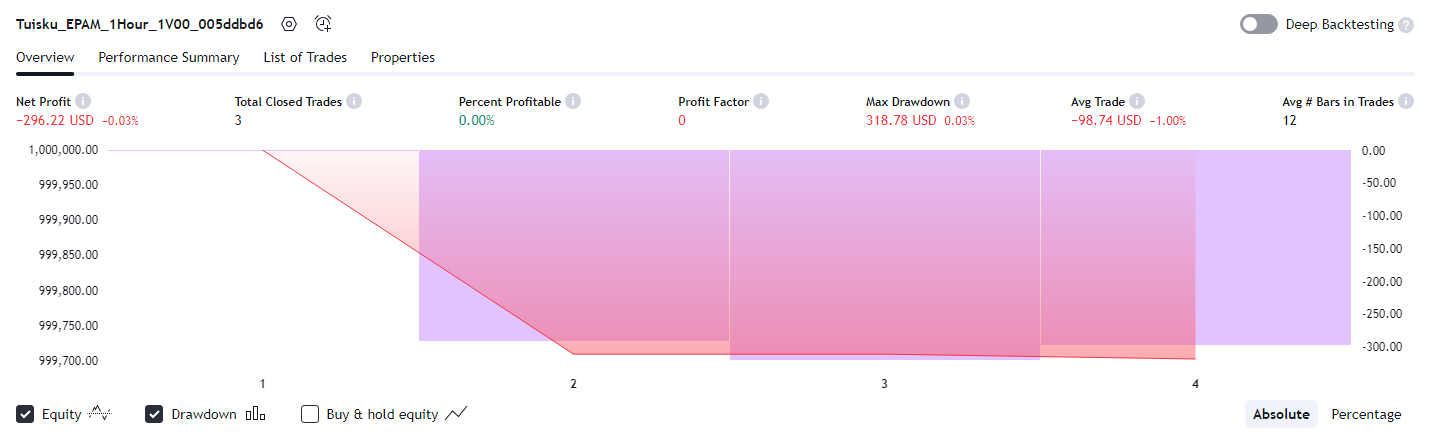 Tuisku_EPAM_1Hour_1V00_005ddbd6 Deep Backtesting ?
Overview Performance Summary List of Trades Properties
Net Profit i Total Closed Trades i Percent Profitable i Profit Factor i Max Drawdown i Avg Trade i Avg # Bars in Trades i
−296.22 USD −0.03% 3 0.00% 0 318.78 USD 0.03% −98.74 USD −1.00% 12
1,000,000.00 0.00
999,950.00 -50.00
999,900.00 -100.00
999,850.00 -150.00
999,800.00 -200.00
999,750.00 -250.00
999,700.00 -300.00
1 2 3 4
Equity Drawdown Buy & hold equity Absolute Percentage